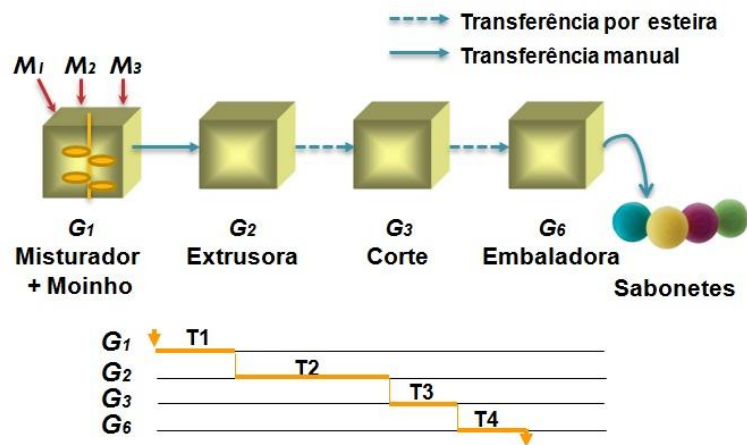 Transferência por esteira
Transferência manual
M1 M2 M3
G1 G2 G3 G6
Misturador Extrusora Corte Embaladora
+ Moinho
Sabonetes
G1 T1
G2 T2
G3 T3
G6 T4